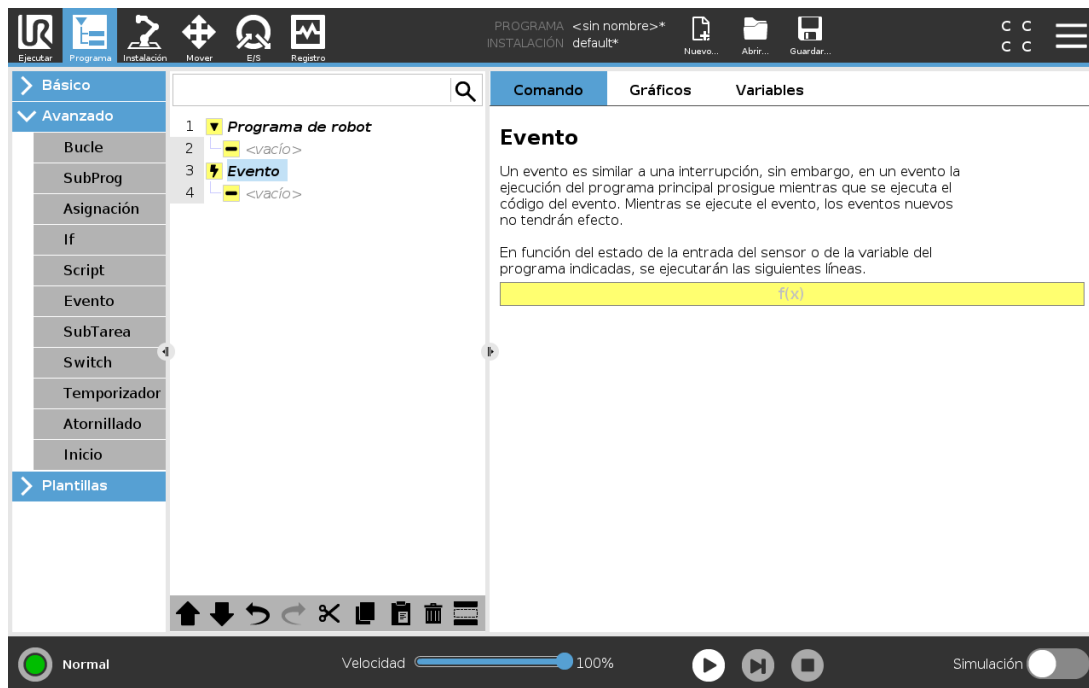 UR
Ejecutar
Programa
Instalación
Mover
E/S
Registro
PROGRAMA <sin nombre>*
INSTALACIÓN default*
Nuevo...
Abrir...
Guardar...
C C
C C
Básico
Avanzado
Bucle
SubProg
Asignación
If
Script
Evento
SubTarea
Switch
Temporizador
Atornillado
Inicio
Plantillas
1 Programa de robot
2 <vacío>
3 Evento
4 <vacío>
Comando Gráficos Variables
Evento
Un evento es similar a una interrupción, sin embargo, en un evento la
ejecución del programa principal prosigue mientras que se ejecuta el
código del evento. Mientras se ejecute el evento, los eventos nuevos
no tendrán efecto.
En función del estado de la entrada del sensor o de la variable del
programa indicadas, se ejecutarán las siguientes líneas.
f(x)
Normal
Velocidad 100%
Simulación